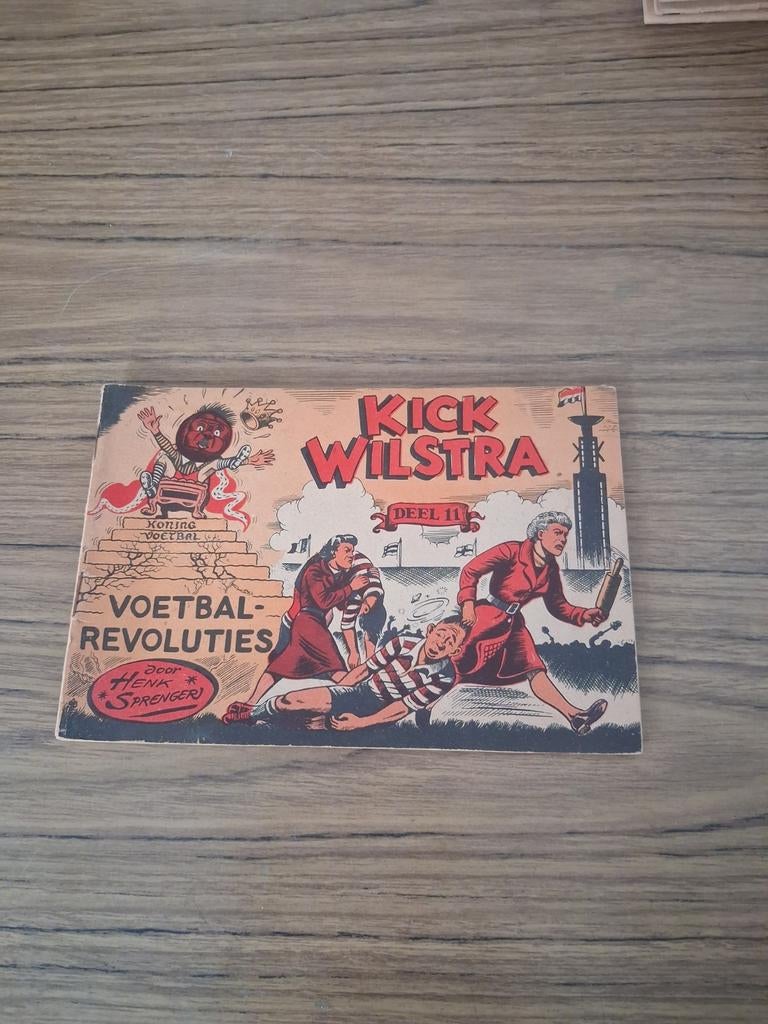 KICK
WILSTRA
DEEL 11
KONING
VOETBAL
VOETBAL-
REVOLUTIES
door
HENK
SPRENGER